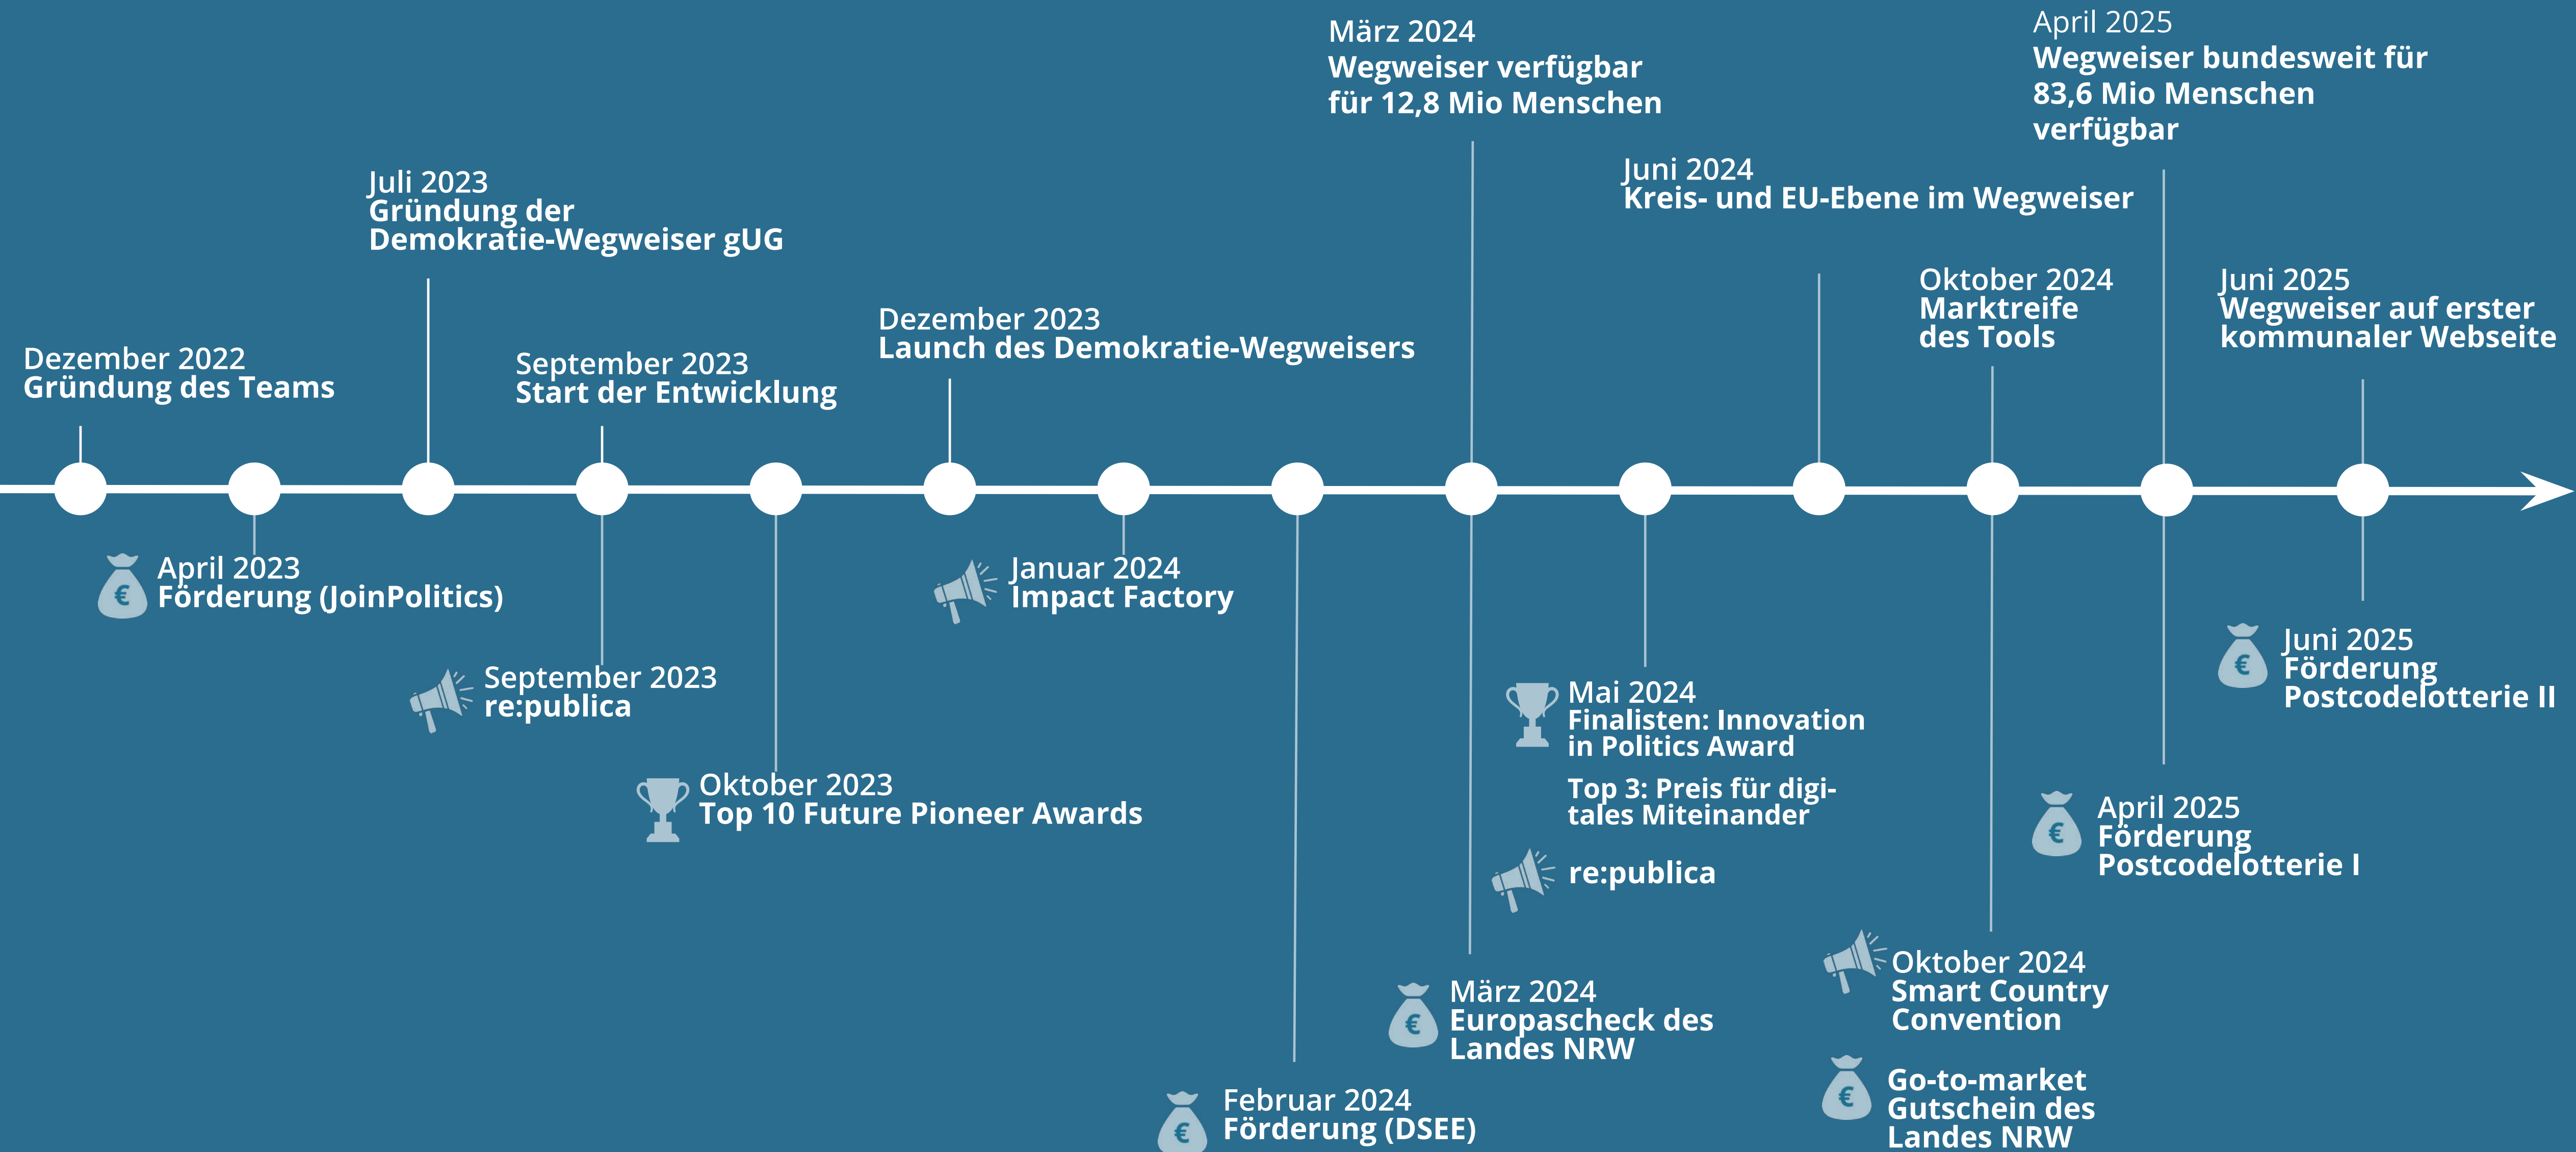 März 2024
Wegweiser verfügbar
für 12,8 Mio Menschen
April 2025
Wegweiser bundesweit für
83,6 Mio Menschen
verfügbar
Juli 2023
Gründung der
Demokratie-Wegweiser gUG
Juni 2024
Kreis- und EU-Ebene im Wegweiser
Dezember 2022
Gründung des Teams
September 2023
Start der Entwicklung
Dezember 2023
Launch des Demokratie-Wegweisers
Oktober 2024
Marktreife
des Tools
Juni 2025
Wegweiser auf erster
kommunaler Webseite
€
April 2023
Förderung (JoinPolitics)
September 2023
re:publica
Oktober 2023
Top 10 Future Pioneer Awards
Januar 2024
Impact Factory
€
Februar 2024
Förderung (DSEE)
€
März 2024
Europascheck des
Landes NRW
Mai 2024
Finalisten: Innovation
in Politics Award
Top 3: Preis für digi-
tales Miteinander
re:publica
Oktober 2024
Smart Country
Convention
€
Go-to-market
Gutschein des
Landes NRW
€
April 2025
Förderung
Postcodelotterie I
€
Juni 2025
Förderung
Postcodelotterie II